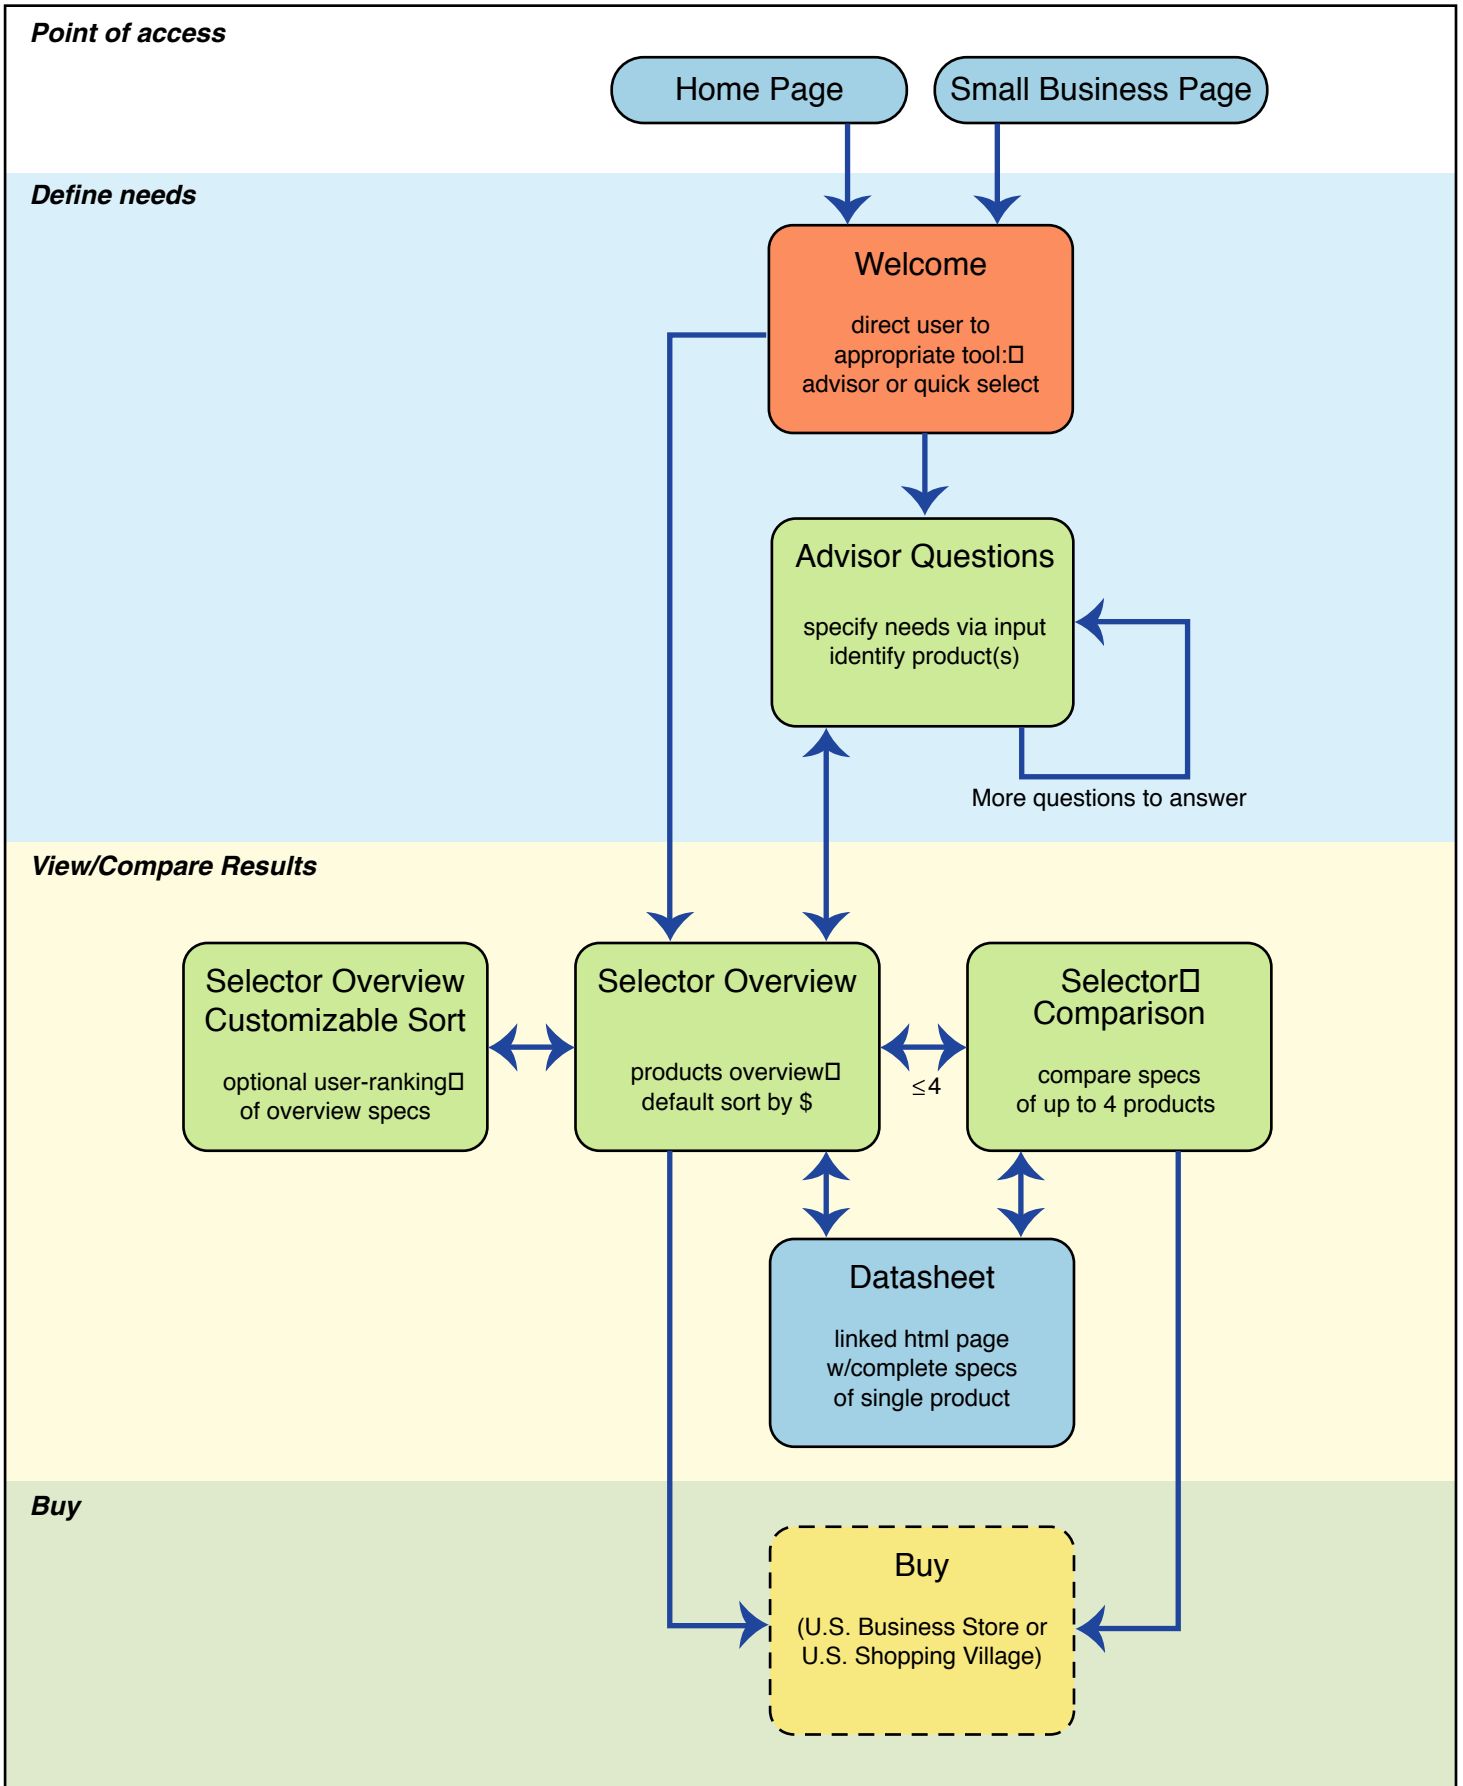 Point of access
Home Page
Small Business Page
Define needs
Welcome
direct user to
appropriate tool:
advisor or quick select
Advisor Questions
specify needs via input
identify product(s)
More questions to answer
View/Compare Results
Selector Overview
Customizable Sort
optional user-ranking
of overview specs
Selector Overview
products overview
default sort by $
≤4
Selector
Comparison
compare specs
of up to 4 products
Datasheet
linked html page
w/complete specs
of single product
Buy
Buy
(U.S. Business Store or
U.S. Shopping Village)